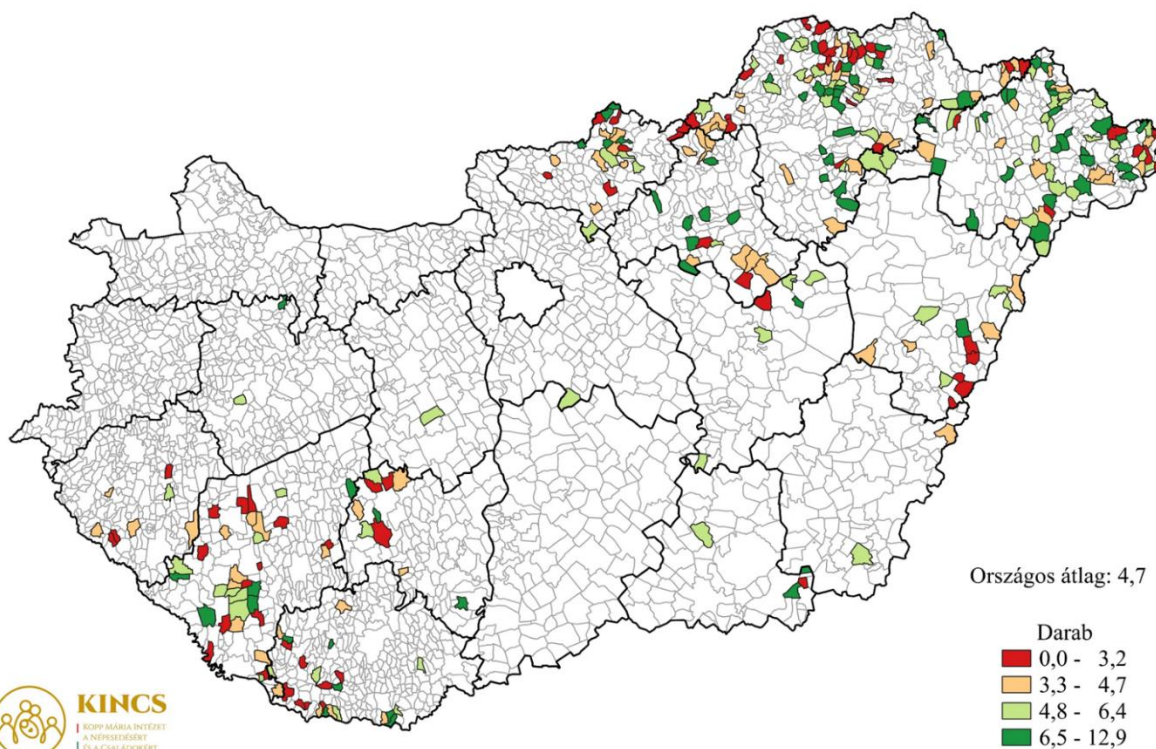 Országos átlag: 4,7
Darab
0,0 - 3,2
3,3 - 4,7
4,8 - 6,4
6,5 - 12,9
KINCS
KOPP MÁRIA INTÉZET
A NÉPESEDÉSÉRT
ÉS A CSALÁDOKÉRT